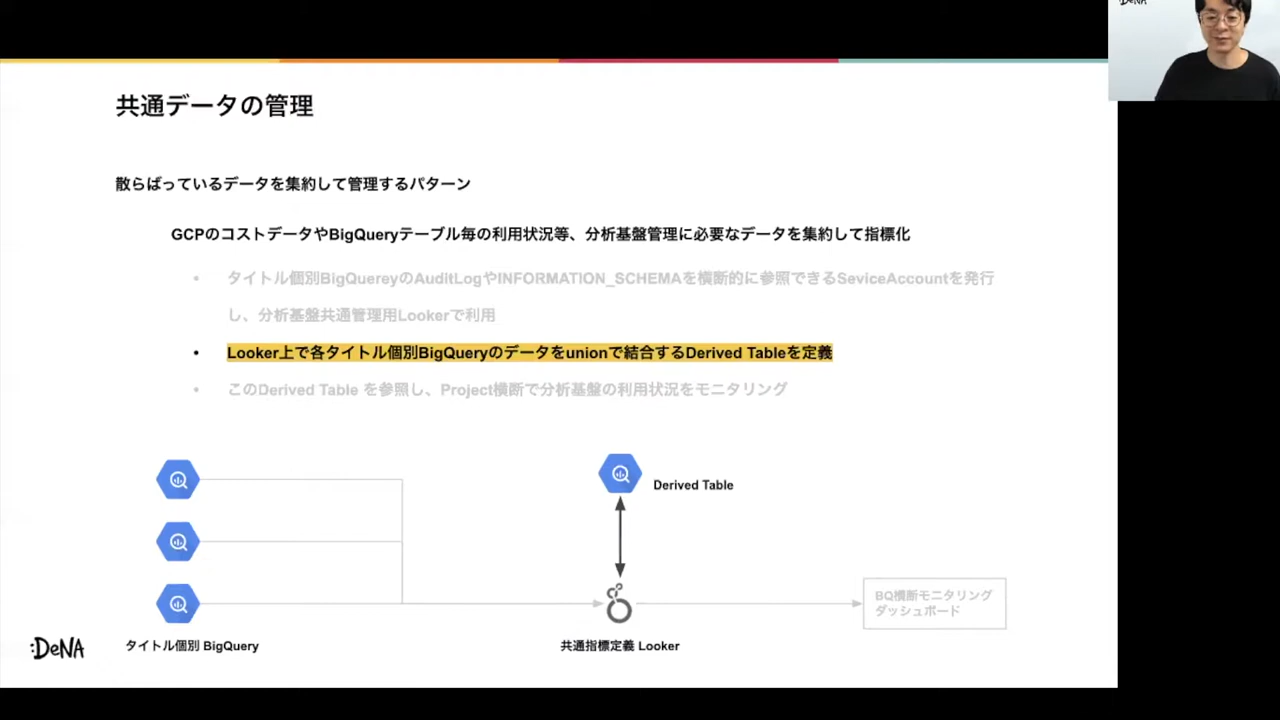 共通データの管理
散らばっているデータを集約して管理するパターン
GCPのコストデータやBigQueryテーブル毎の利用状況等、分析基盤管理に必要なデータを集約して指標化
• タイトル個別BigQuereyのAuditLogやINFORMATION_SCHEMAを横断的に参照できるSeviceAccountを発行
し、分析基盤共通管理用Lookerで利用
• Looker上で各タイトル個別BigQueryのデータをunionで結合するDerived Tableを定義
• このDerived Table を参照し、Project横断で分析基盤の利用状況をモニタリング
Derived Table
BQ横断モニタリング
ダッシュボード
:DeNA
タイトル個別 BigQuery
共通指標定義 Looker